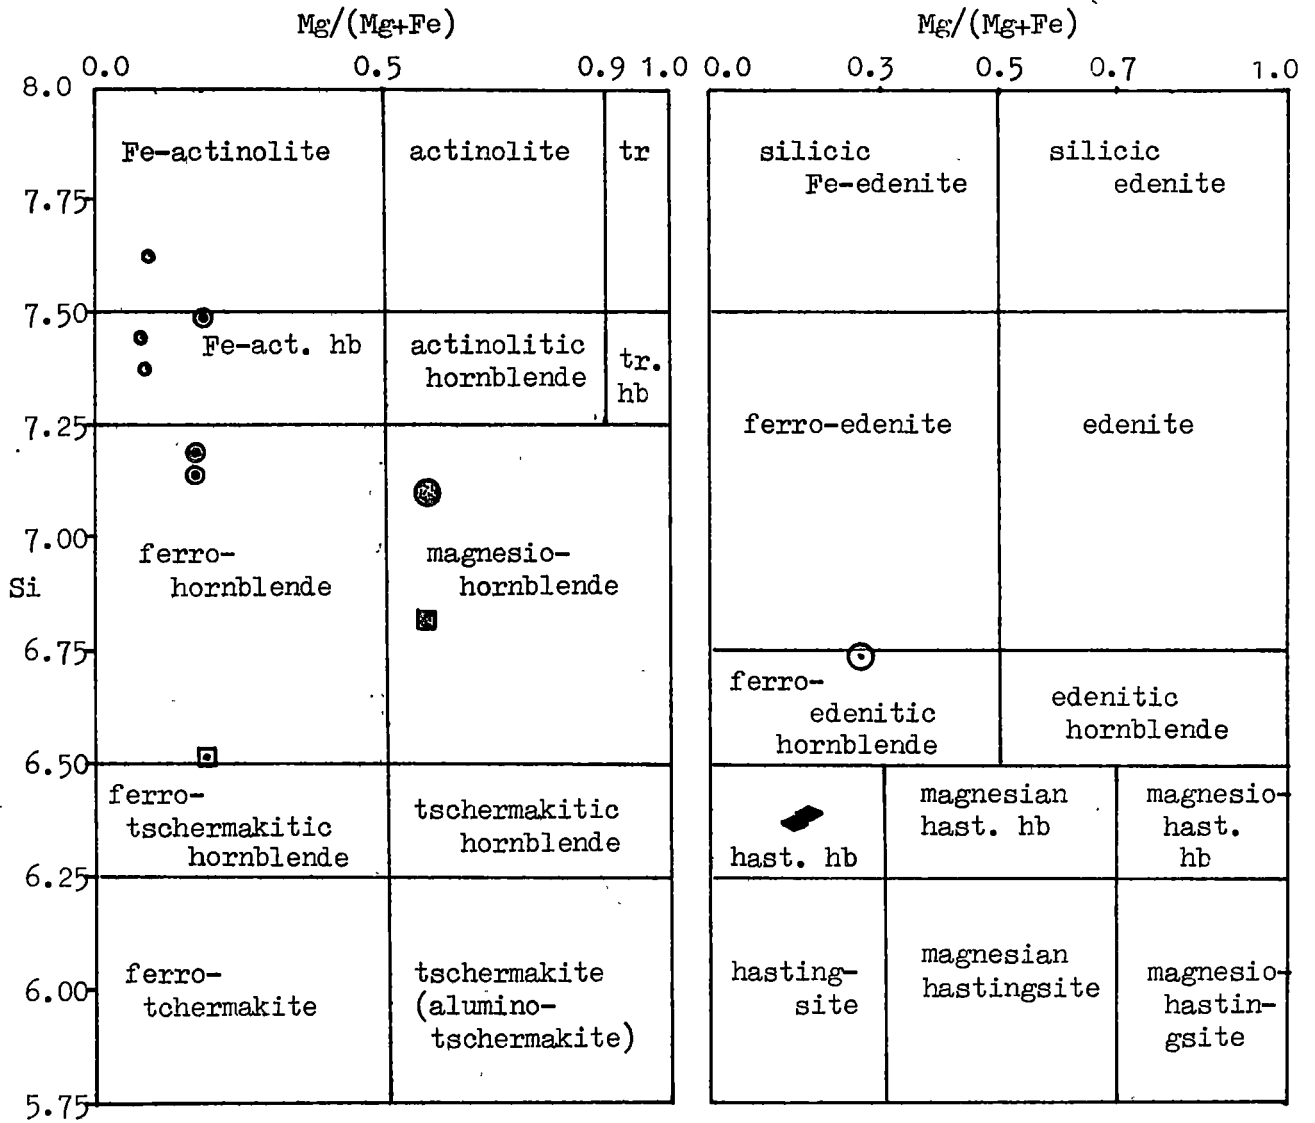 Mg/(Mg+Fe)
Mg/(Mg+Fe)
0.0 0.5 0.9 1.0 0.0 0.3 0.5 0.7 1.0
8.0
Fe-actinolite
actinolite
tr
silicic
Fe-edenite
silicic
edenite
7.75
7.50
Fe-act. hb
actinolitic
hornblende
tr.
hb
7.25
ferro-edenite
edenite
7.00
ferro-
hornblende
magnesio-
hornblende
Si
6.75
ferro-
edenitic
hornblende
edenitic
hornblende
6.50
ferro-
tschermakitic
hornblende
tschermakitic
hornblende
hast. hb
magnesian
hast. hb
magnesio-
hast.
hb
6.25
ferro-
tchermakite
tschermakite
(alumino-
tschermakite)
hasting-
site
magnesian
hastingsite
magnesio-
hastin-
gsite
6.00
5.75